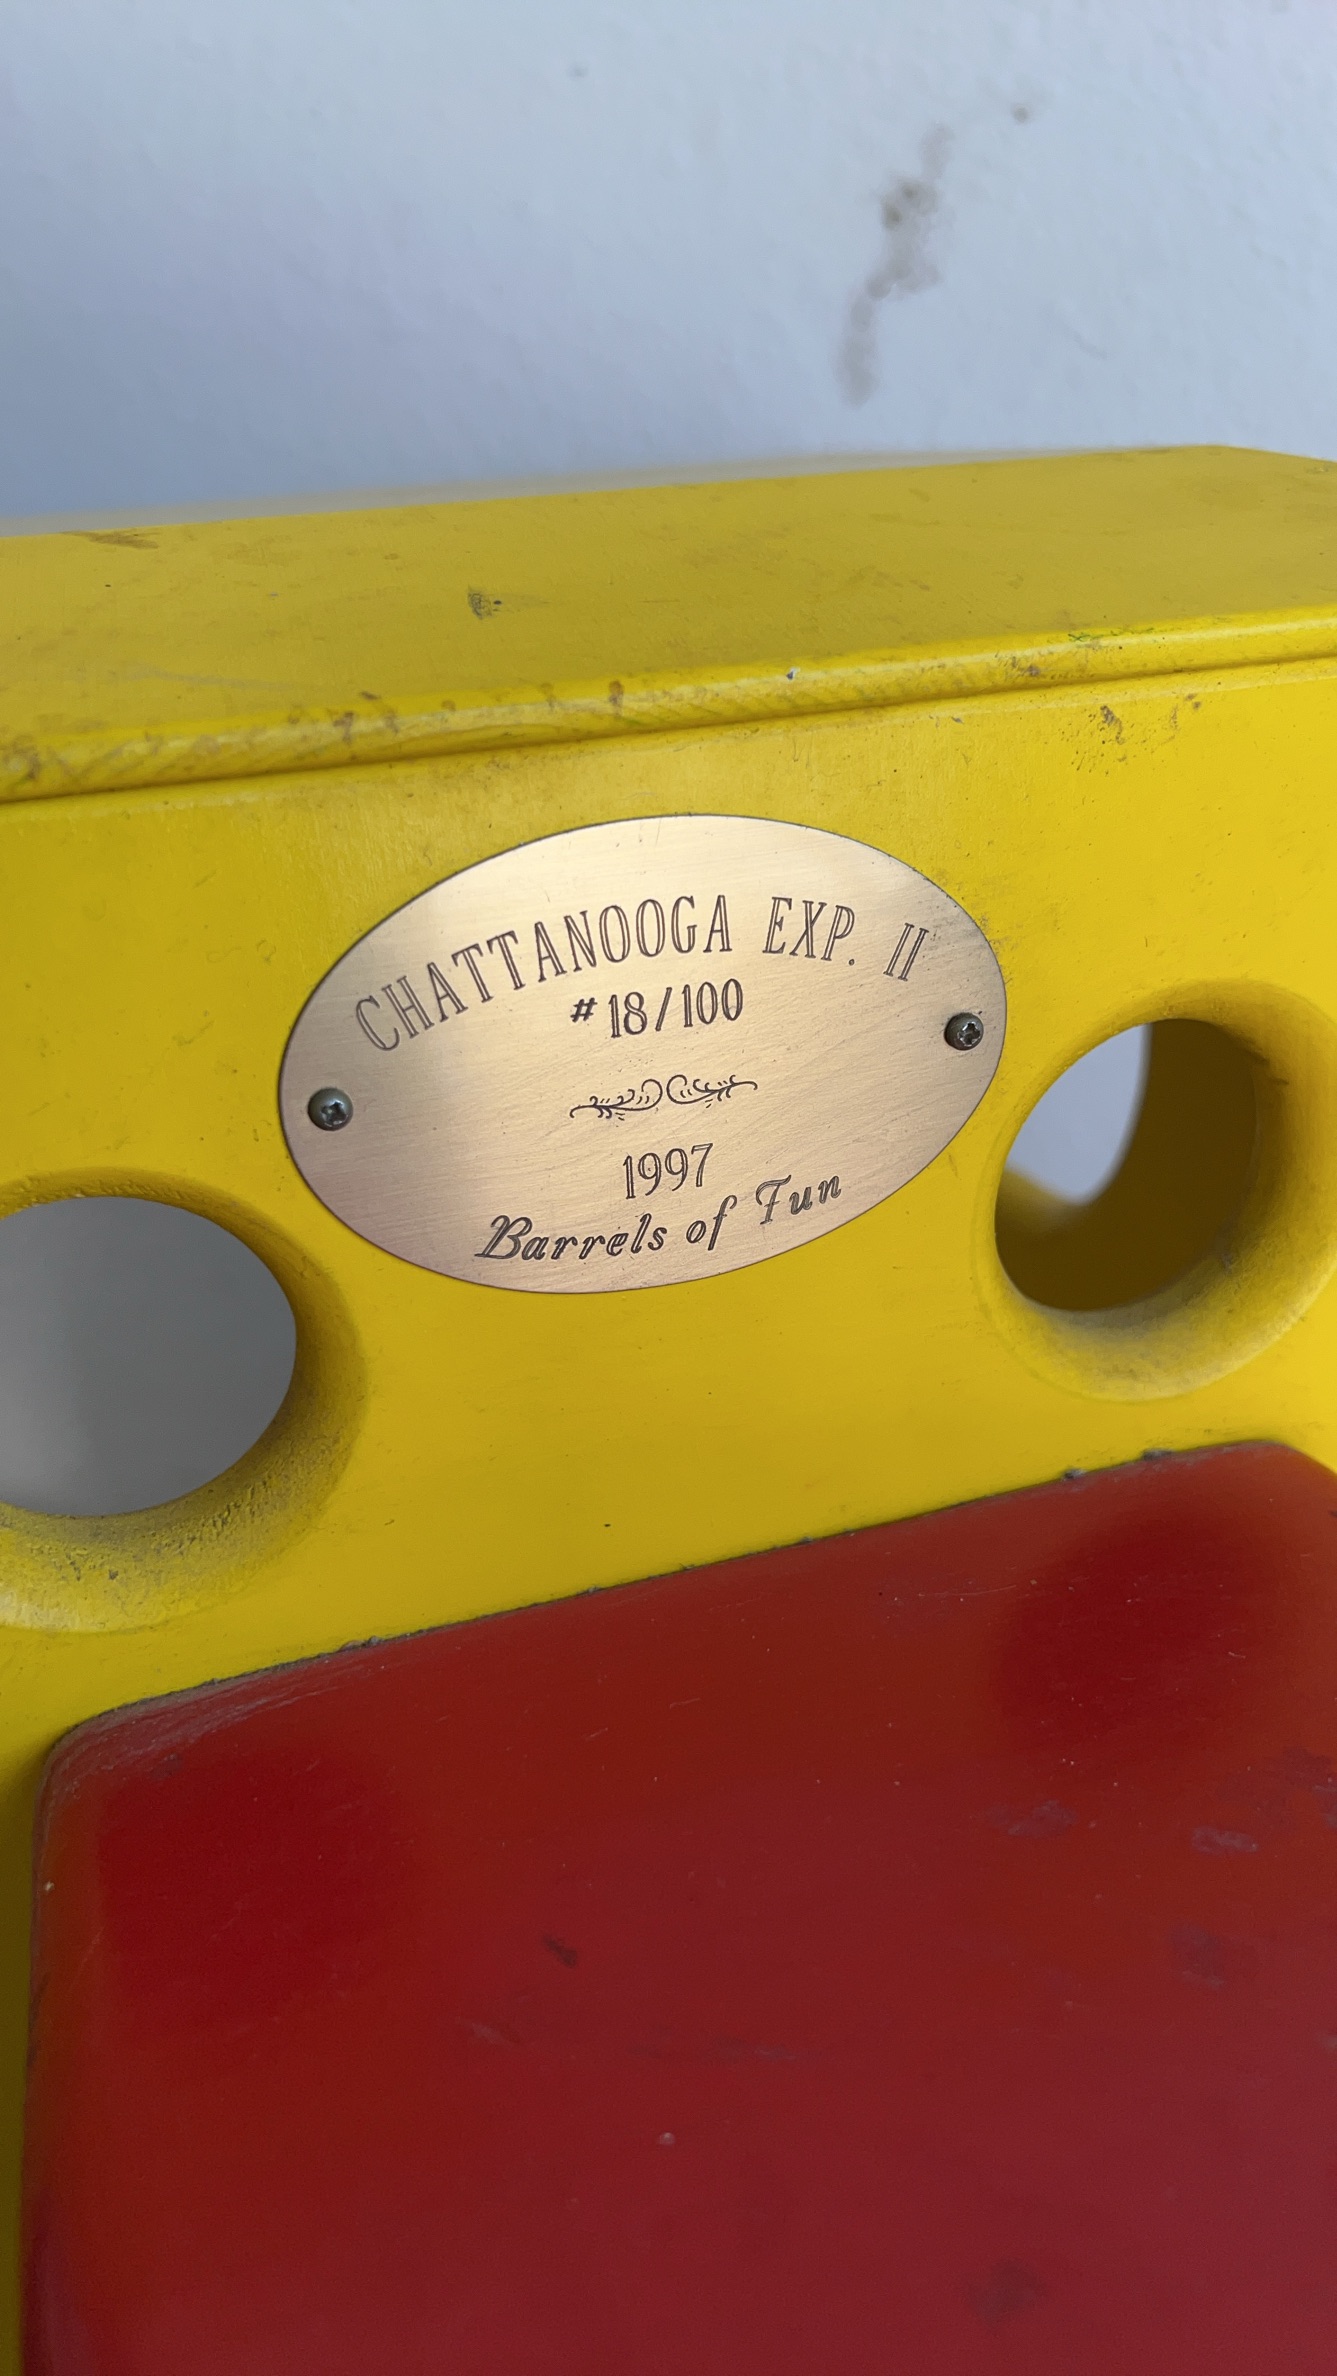 CHATTANOOGA EXP. II
#18/100
1997
Barrels of Fun